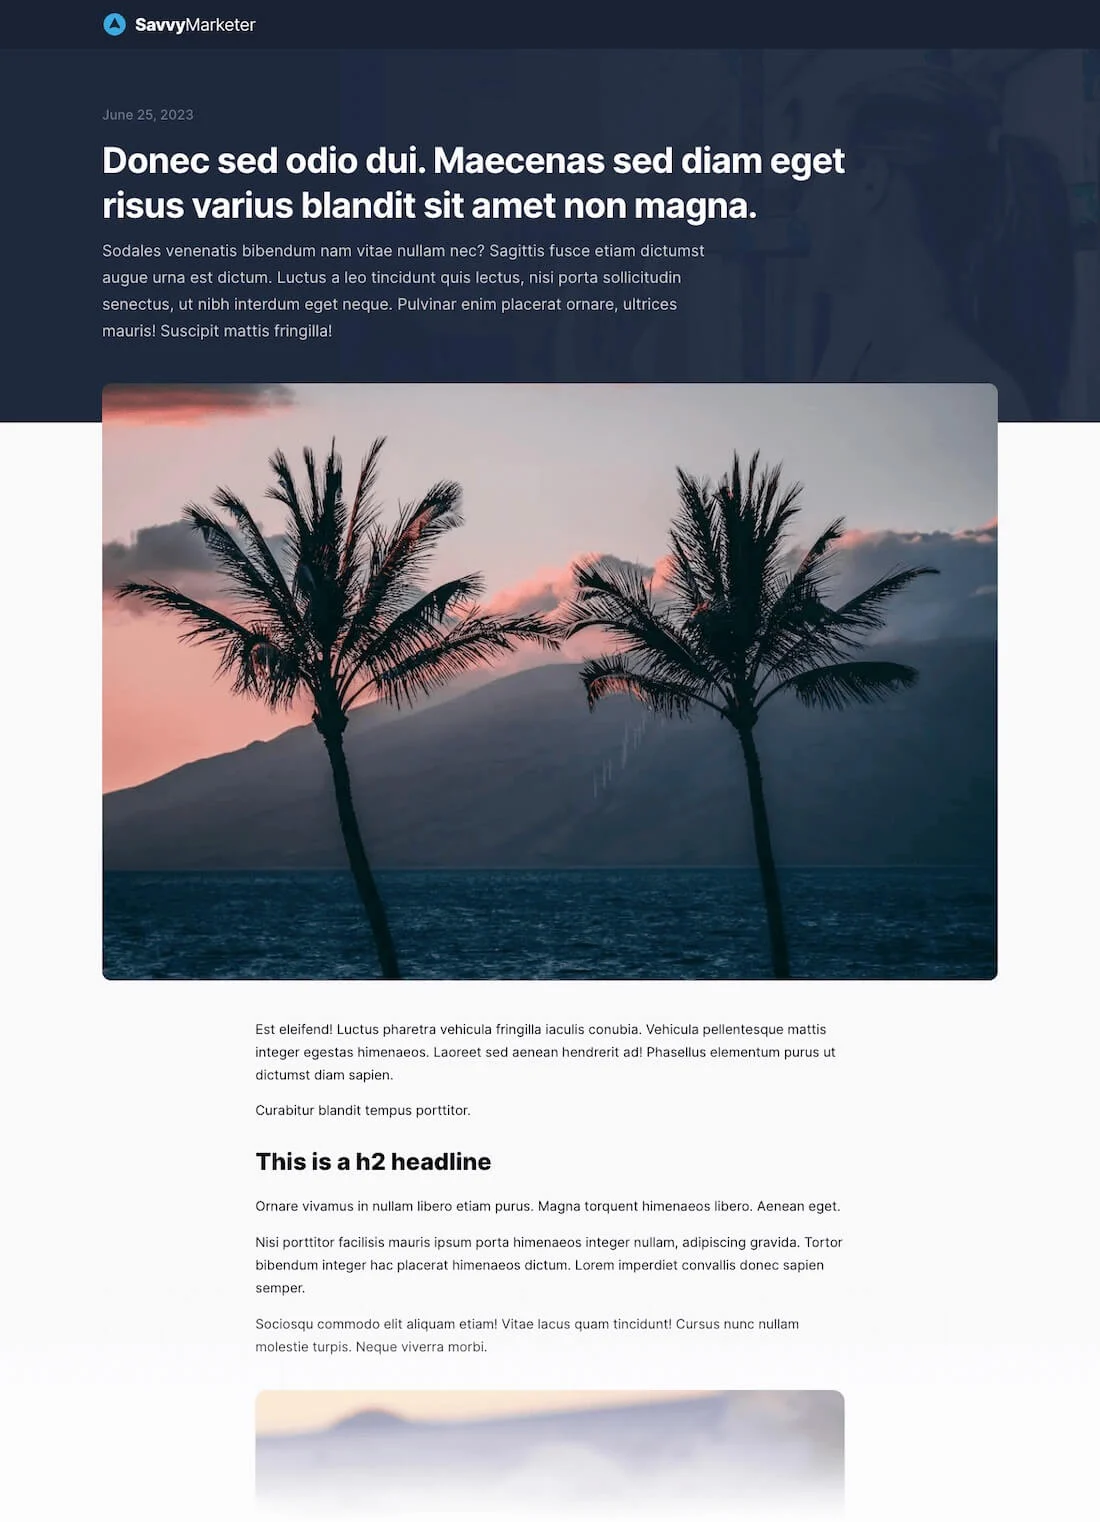 SavvyMarketer
June 25, 2023
Donec sed odio dui. Maecenas sed diam eget
risus varius blandit sit amet non magna.
Sodales venenatis bibendum nam vitae nullam nec? Sagittis fusce etiam dictumst
augue urna est dictum. Luctus a leo tincidunt quis lectus, nisi porta sollicitudin
senectus, ut nibh interdum eget neque. Pulvinar enim placerat ornare, ultrices
mauris! Suscipit mattis fringilla!
Est eleifend! Luctus pharetra vehicula fringilla iaculis conubia. Vehicula pellentesque mattis
integer egestas himenaeos. Laoreet sed aenean hendrerit ad! Phasellus elementum purus ut
dictumst diam sapien.
Curabitur blandit tempus porttitor.
This is a h2 headline
Ornare vivamus in nullam libero etiam purus. Magna torquent himenaeos libero. Aenean eget.
Nisi porttitor facilisis mauris ipsum porta himenaeos integer nullam, adipiscing gravida. Tortor
bibendum integer hac placerat himenaeos dictum. Lorem imperdiet convallis donec sapien
semper.
Sociosqu commodo elit aliquam etiam! Vitae lacus quam tincidunt! Cursus nunc nullam
molestie turpis. Neque viverra morbi.